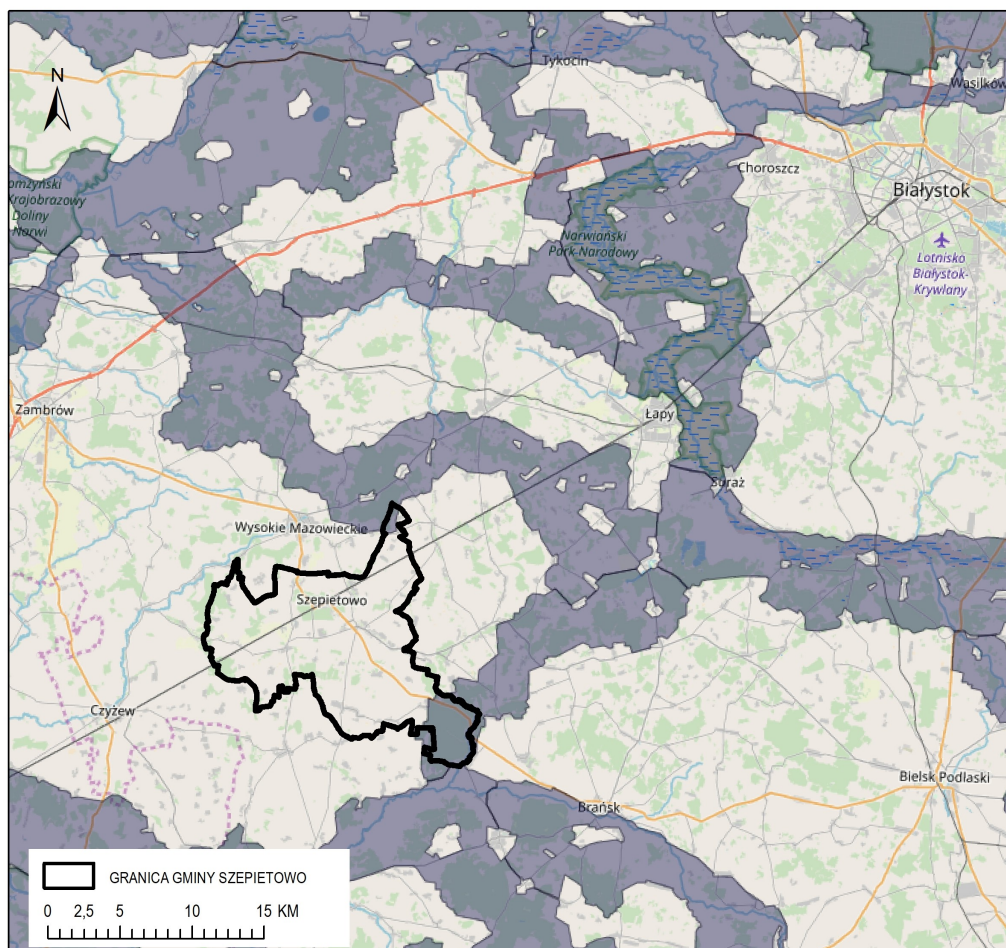 N
Tykocin
Wasilków
Choroszcz
Białystok
omżyński
Krajobrazowy
Doliny
Narwi
Narwiański
Park Narodowy
Lotnisko
Białystok-
Krywlany
Zambrów
Łapy
Suraż
Wysokie Mazowieckie
Szepietowo
Czyżew
Bielsk Podlaski
Brańsk
GRANICA GMINY SZEPIETOWO
0 2,5 5 10 15 KM